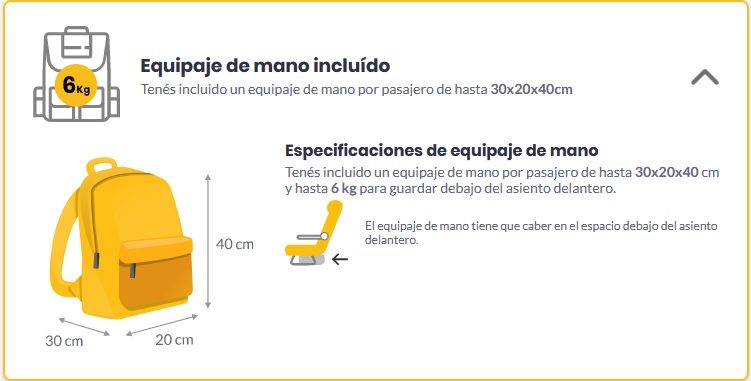 6Kg
Equipaje de mano incluído
Tenés incluido un equipaje de mano por pasajero de hasta 30x20x40cm
Especificaciones de equipaje de mano
Tenés incluido un equipaje de mano por pasajero de hasta 30x20x40 cm
y hasta 6 kg para guardar debajo del asiento delantero.
El equipaje de mano tiene que caber en el espacio debajo del asiento
delantero.
40 cm
30 cm
20 cm